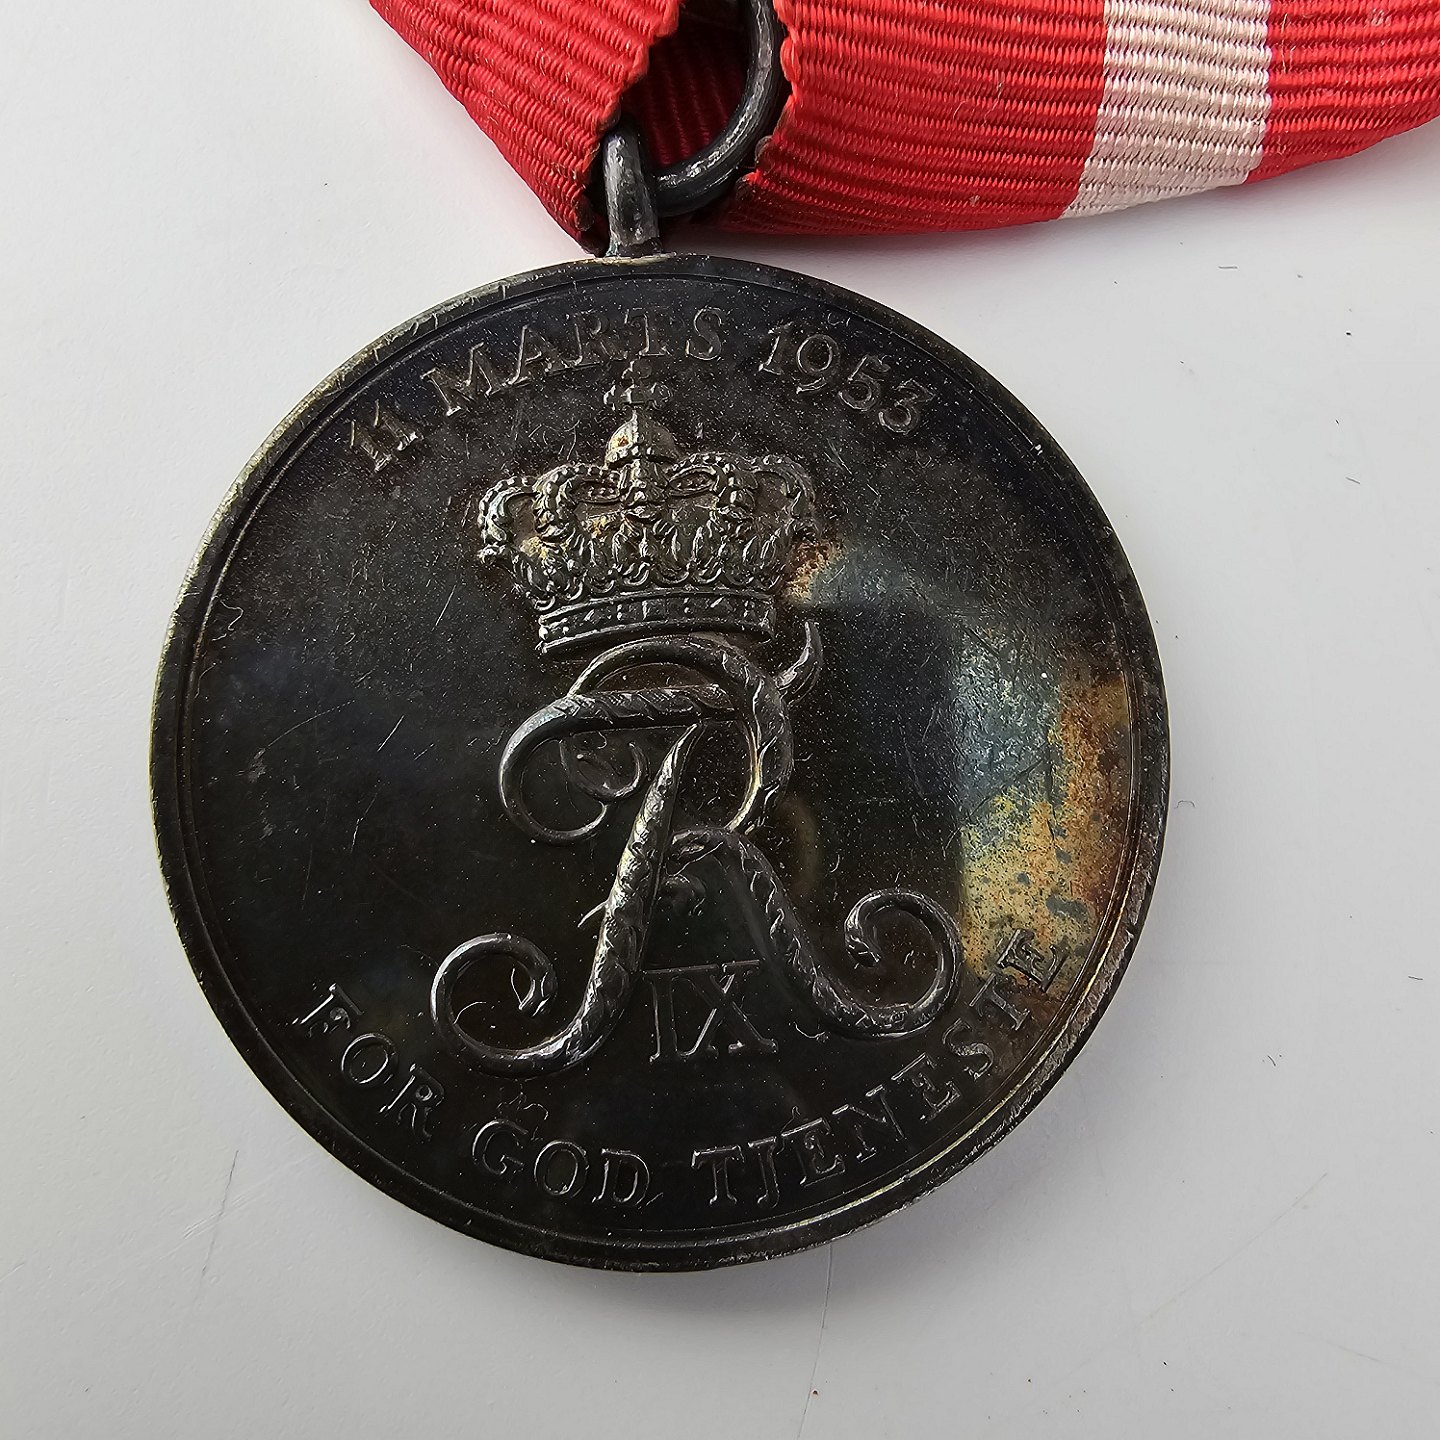 11 MARTS 1953
FR
IX
FOR GOD TJENESTE